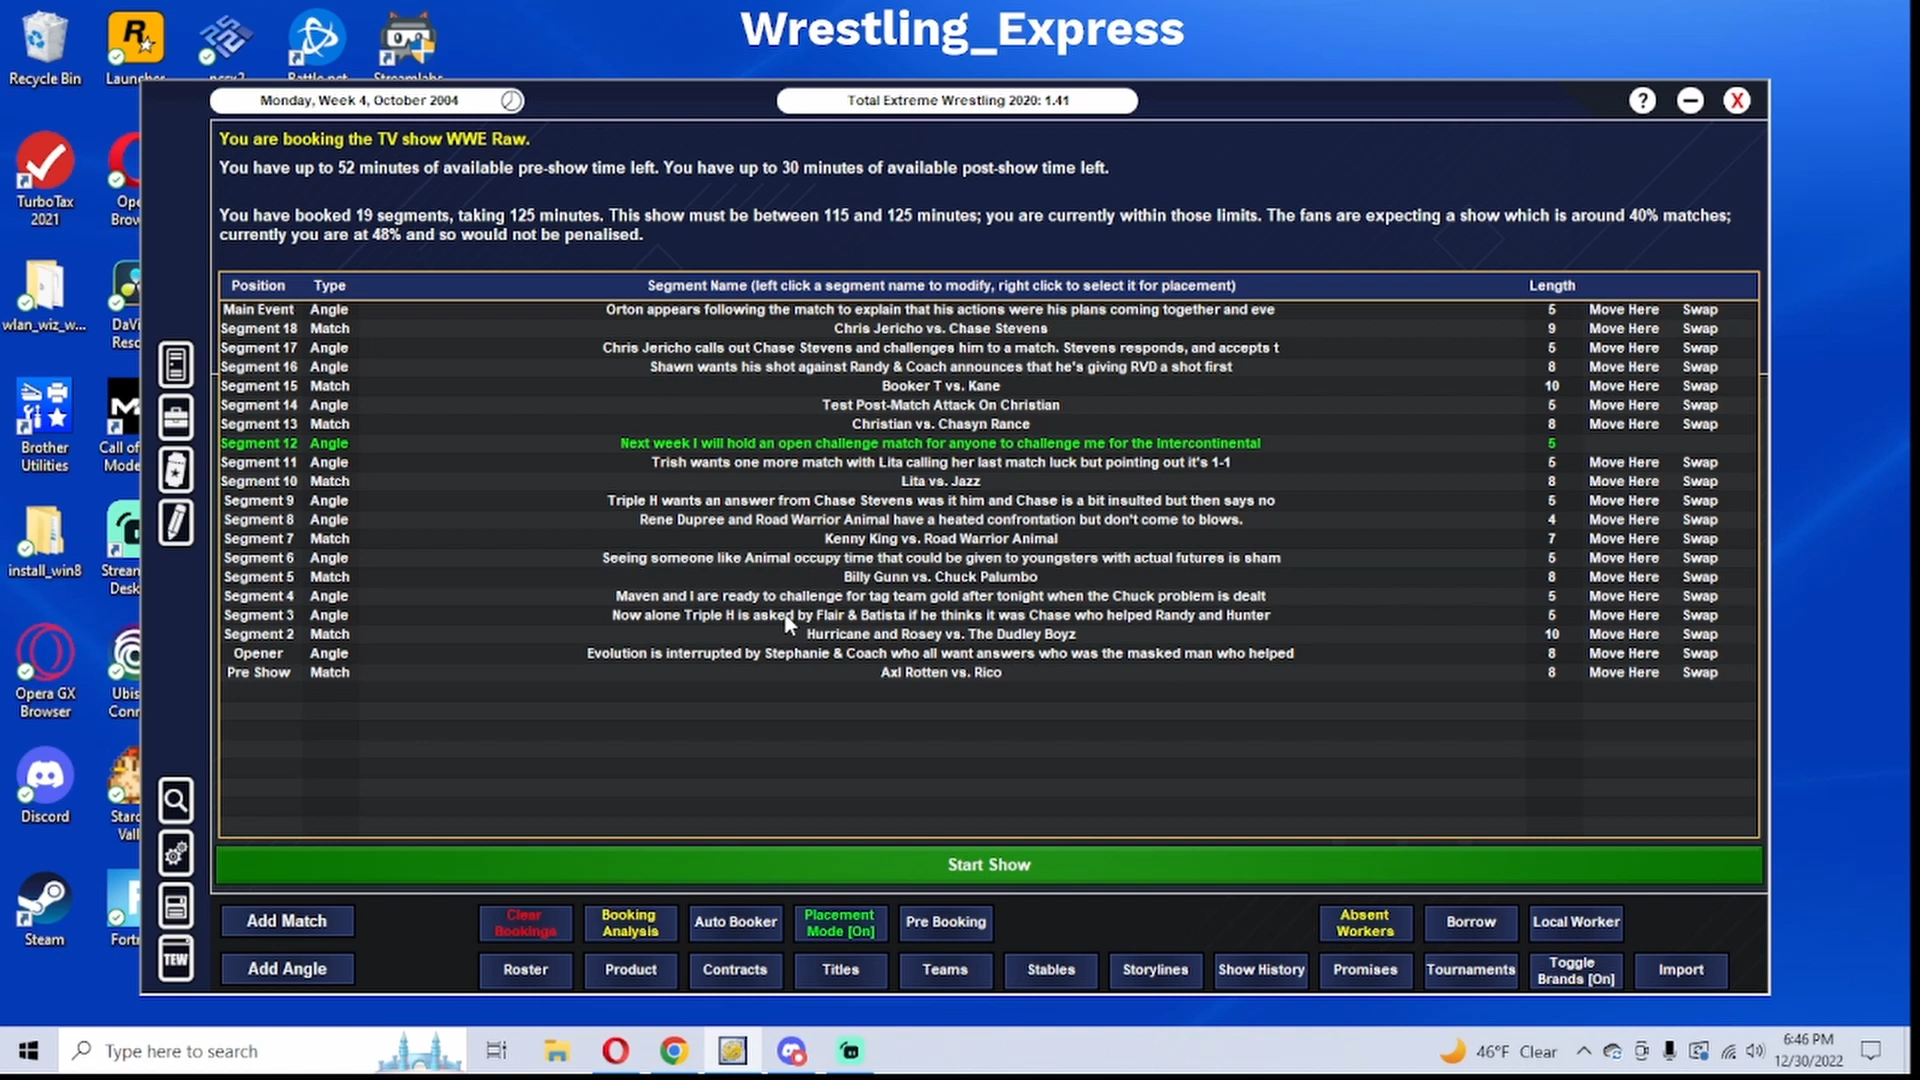 Wrestling_Express
Recycle Bin
Launcher
pcsx2
Battle.net
Streamlabs
Monday, Week 4, October 2004
Total Extreme Wrestling 2020: 1.41
?
X
You are booking the TV show WWE Raw.
You have up to 52 minutes of available pre-show time left. You have up to 30 minutes of available post-show time left.
You have booked 19 segments, taking 125 minutes. This show must be between 115 and 125 minutes; you are currently within those limits. The fans are expecting a show which is around 40% matches;
currently you are at 48% and so would not be penalised.
Position Type Segment Name (left click a segment name to modify, right click to select it for placement) Length
Main Event Angle Orton appears following the match to explain that his actions were his plans coming together and eve 5 Move Here Swap
Segment 18 Match Chris Jericho vs. Chase Stevens 9 Move Here Swap
Segment 17 Angle Chris Jericho calls out Chase Stevens and challenges him to a match. Stevens responds, and accepts t 5 Move Here Swap
Segment 16 Angle Shawn wants his shot against Randy & Coach announces that he's giving RVD a shot first 8 Move Here Swap
Segment 15 Match Booker T vs. Kane 10 Move Here Swap
Segment 14 Angle Test Post-Match Attack On Christian 5 Move Here Swap
Segment 13 Match Christian vs. Chasyn Rance 8 Move Here Swap
Segment 12 Angle Next week I will hold an open challenge match for anyone to challenge me for the Intercontinental 5
Segment 11 Angle Trish wants one more match with Lita calling her last match luck but pointing out it's 1-1 5 Move Here Swap
Segment 10 Match Lita vs. Jazz 8 Move Here Swap
Segment 9 Angle Triple H wants an answer from Chase Stevens was it him and Chase is a bit insulted but then says no 5 Move Here Swap
Segment 8 Angle Rene Dupree and Road Warrior Animal have a heated confrontation but don't come to blows. 4 Move Here Swap
Segment 7 Match Kenny King vs. Road Warrior Animal 7 Move Here Swap
Segment 6 Angle Seeing someone like Animal occupy time that could be given to youngsters with actual futures is sham 5 Move Here Swap
Segment 5 Match Billy Gunn vs. Chuck Palumbo 8 Move Here Swap
Segment 4 Angle Maven and I are ready to challenge for tag team gold after tonight when the Chuck problem is dealt 5 Move Here Swap
Segment 3 Angle Now alone Triple H is asked by Flair & Batista if he thinks it was Chase who helped Randy and Hunter 5 Move Here Swap
Segment 2 Match Hurricane and Rosey vs. The Dudley Boyz 10 Move Here Swap
Opener Angle Evolution is interrupted by Stephanie & Coach who all want answers who was the masked man who helped 8 Move Here Swap
Pre Show Match Axl Rotten vs. Rico 8 Move Here Swap
TurboTax
2021
Ope
Brow
wlan_wiz_w...
DaVi
Reso
Brother
Utilities
Call of
Mode
install_win8
Stream
Desk
Opera GX
Browser
Ubis
Conn
Discord
Stard
Vall
Steam
Fortn
TEW
Start Show
Add Match
Clear
Bookings
Booking
Analysis
Auto Booker
Placement
Mode [On]
Pre Booking
Absent
Workers
Borrow
Local Worker
Add Angle
Roster
Product
Contracts
Titles
Teams
Stables
Storylines
Show History
Promises
Tournaments
Toggle
Brands [On]
Import
Type here to search
46°F Clear
6:46 PM
12/30/2022